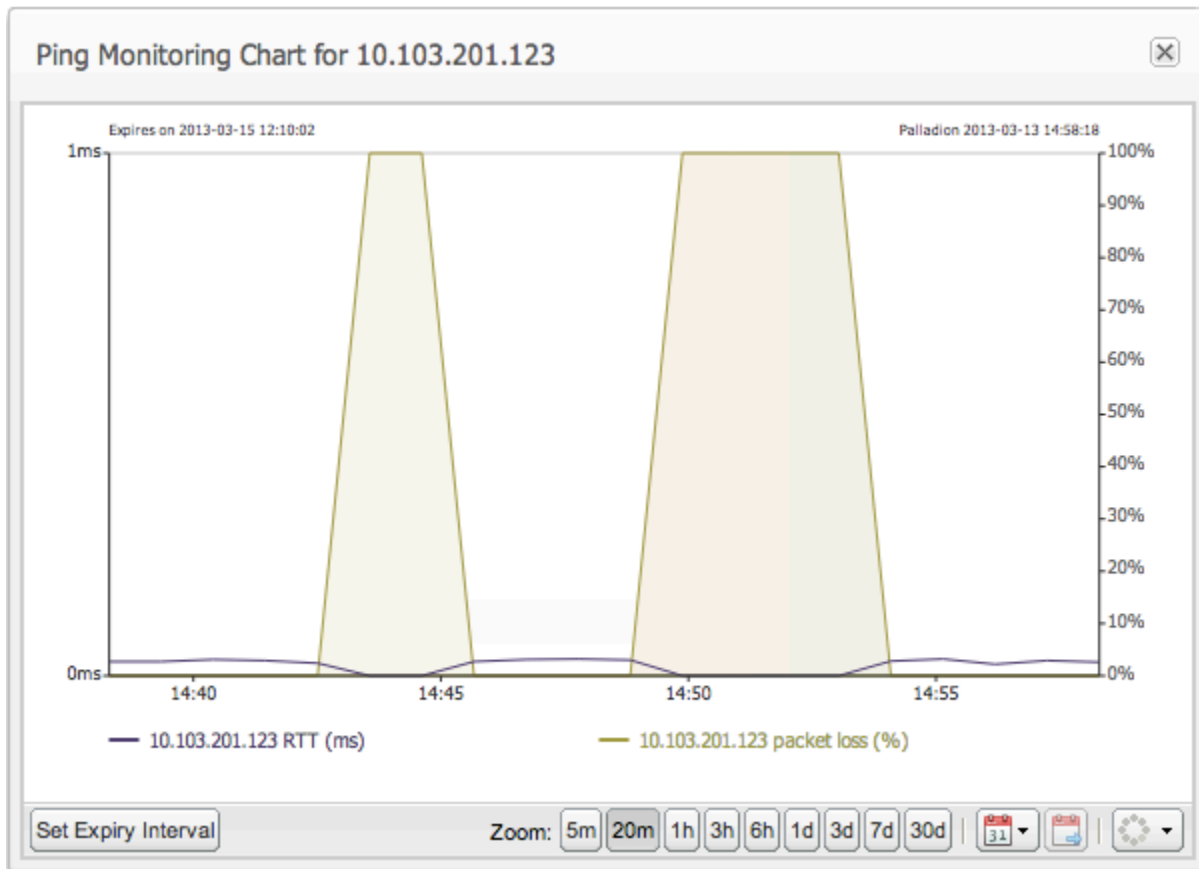 Ping Monitoring Chart for 10.103.201.123
Expires on 2013-03-15 12:10:02
Palladion 2013-03-13 14:58:18
1ms
100%
90%
80%
70%
60%
50%
40%
30%
20%
10%
0ms
0%
14:40
14:45
14:50
14:55
10.103.201.123 RTT (ms)
10.103.201.123 packet loss (%)
Set Expiry Interval
Zoom: 5m 20m 1h 3h 6h 1d 3d 7d 30d
31